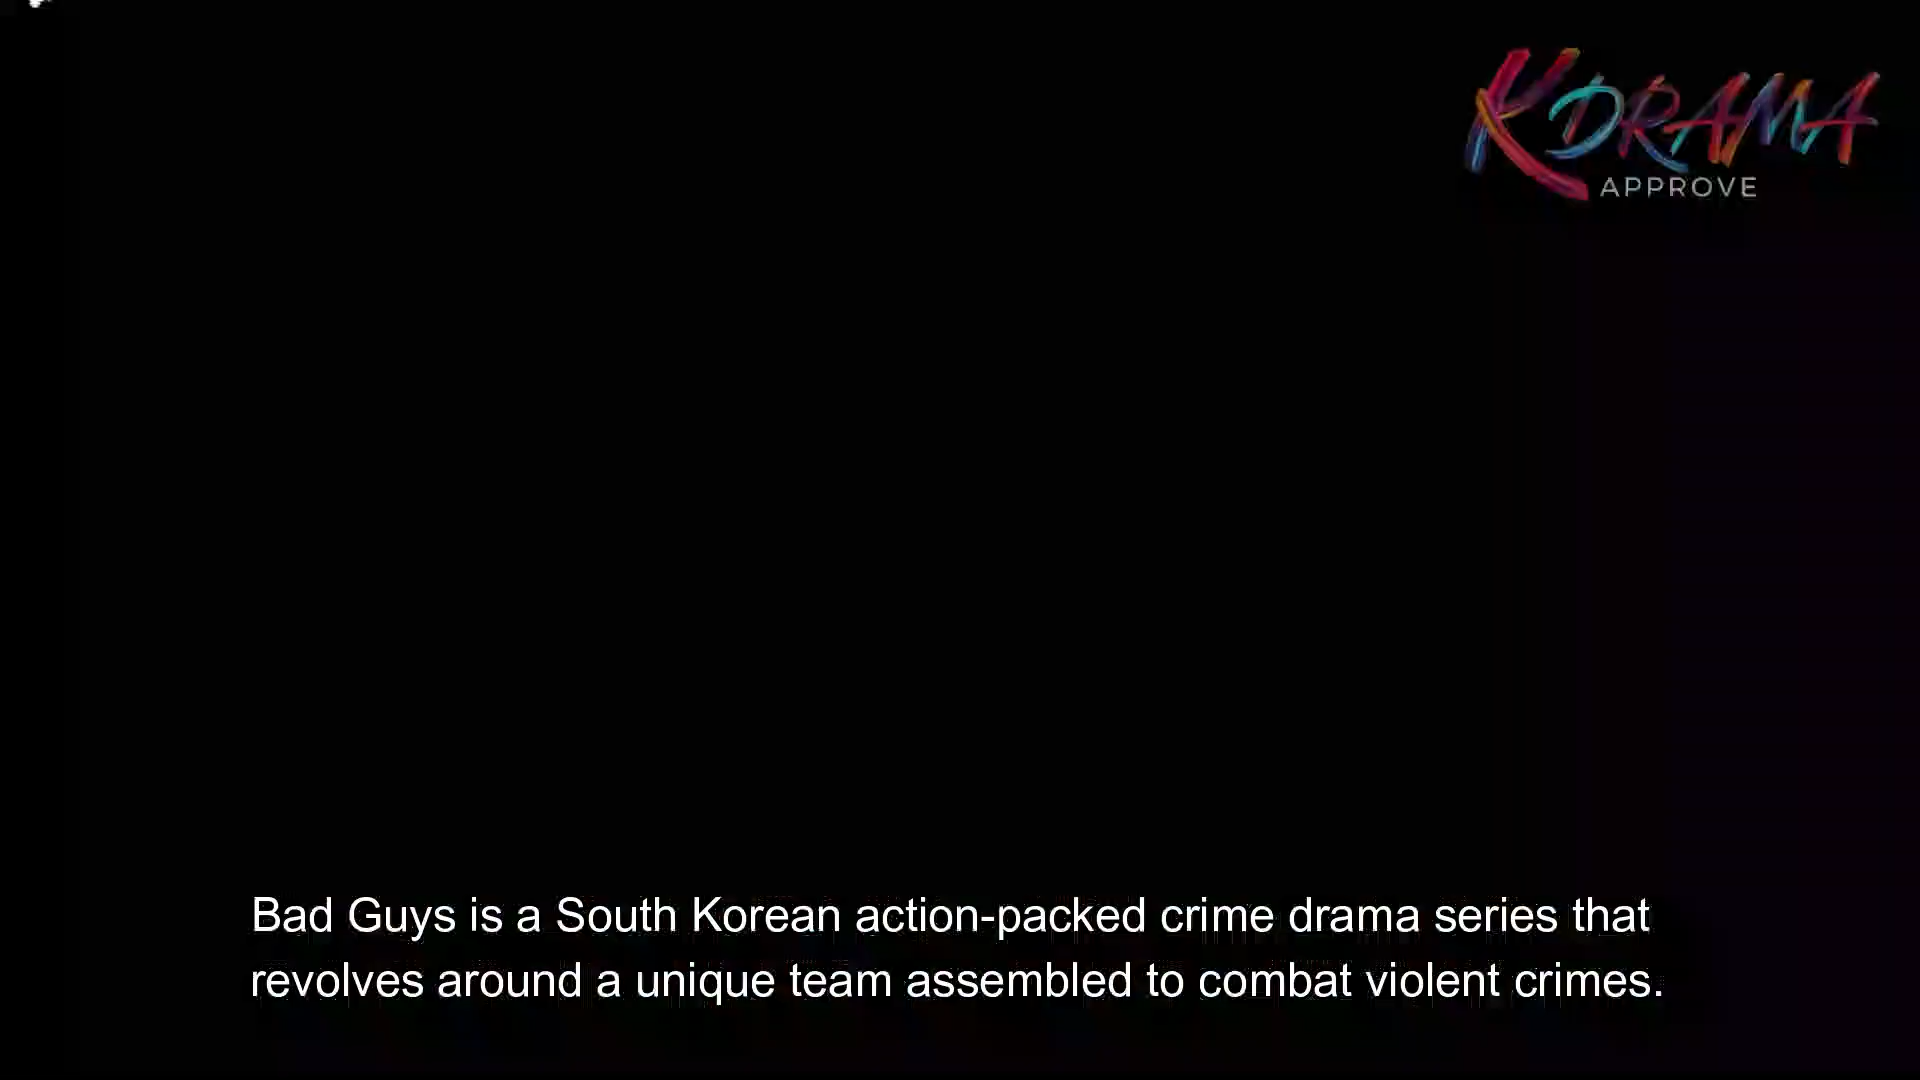 KDRAMA
APPROVE
Bad Guys is a South Korean action-packed crime drama series that
revolves around a unique team assembled to combat violent crimes.